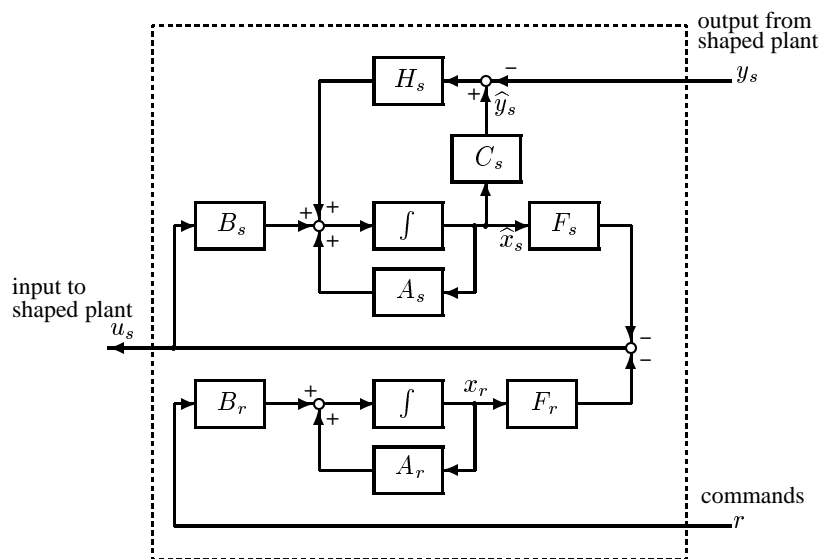 output from
shaped plant
−
H_s
y_s
+
ŷ_s
C_s
+
+
B_s
∫
F_s
+
x̂_s
A_s
input to
shaped plant
u_s
−
−
x_r
+
B_r
∫
F_r
+
A_r
commands
r